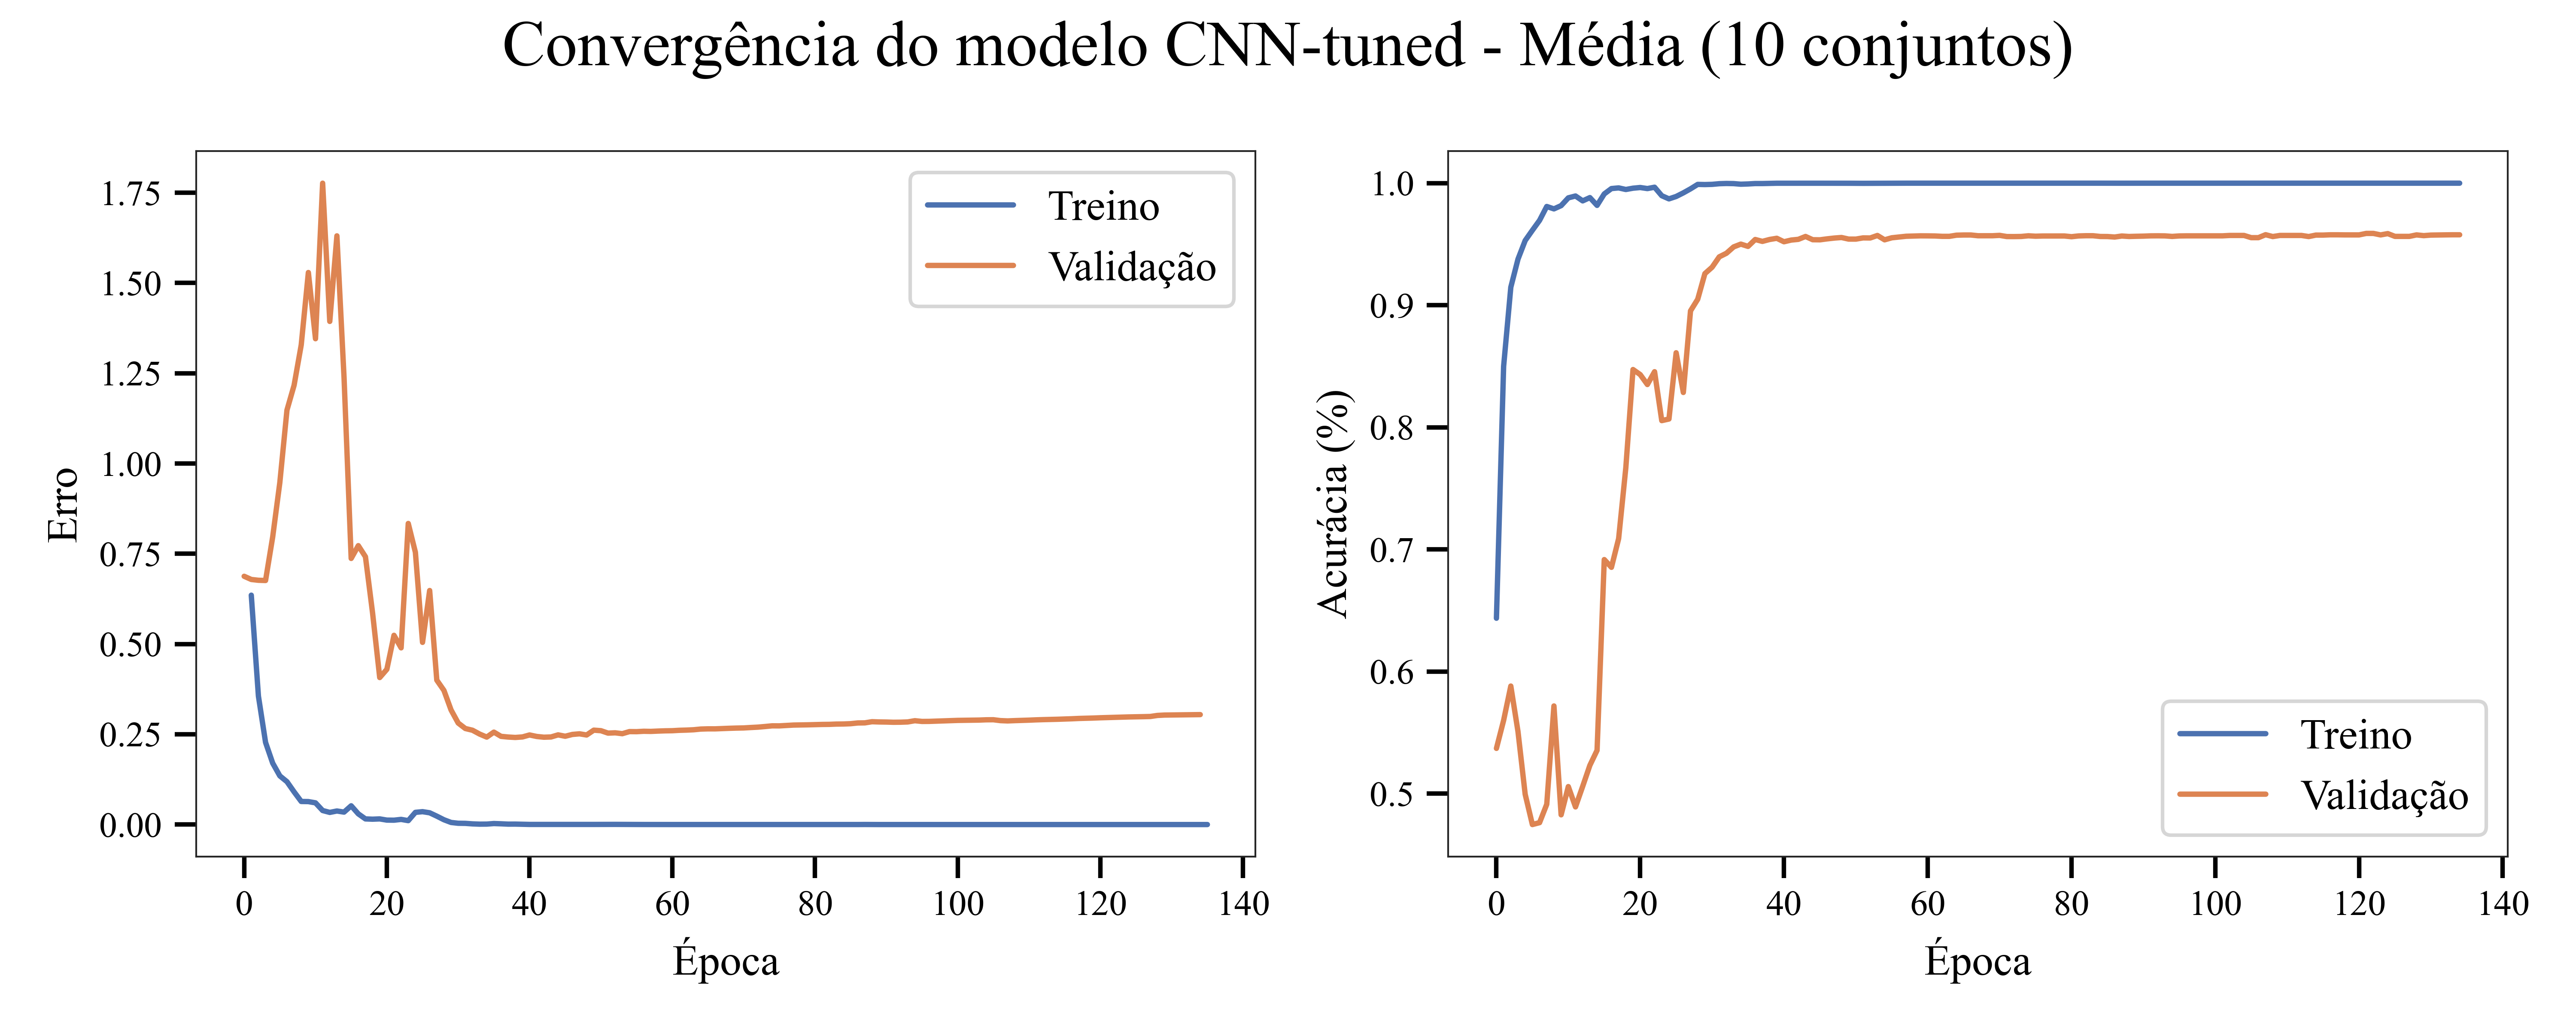 Convergência do modelo CNN-tuned - Média (10 conjuntos)
Erro
1.75
1.50
1.25
1.00
0.75
0.50
0.25
0.00
0 20 40 60 80 100 120 140
Época
Treino
Validação
Acurácia (%)
1.0
0.9
0.8
0.7
0.6
0.5
0 20 40 60 80 100 120 140
Época
Treino
Validação